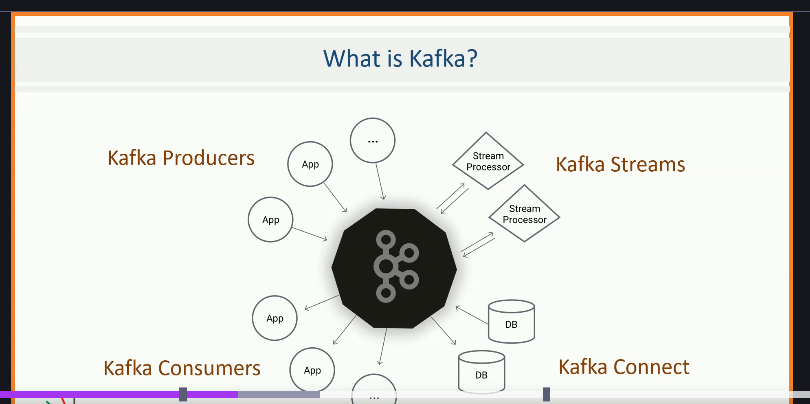 What is Kafka?
Kafka Producers
...
App
App
Stream
Processor
Kafka Streams
Stream
Processor
App
DB
Kafka Consumers
App
...
DB
Kafka Connect